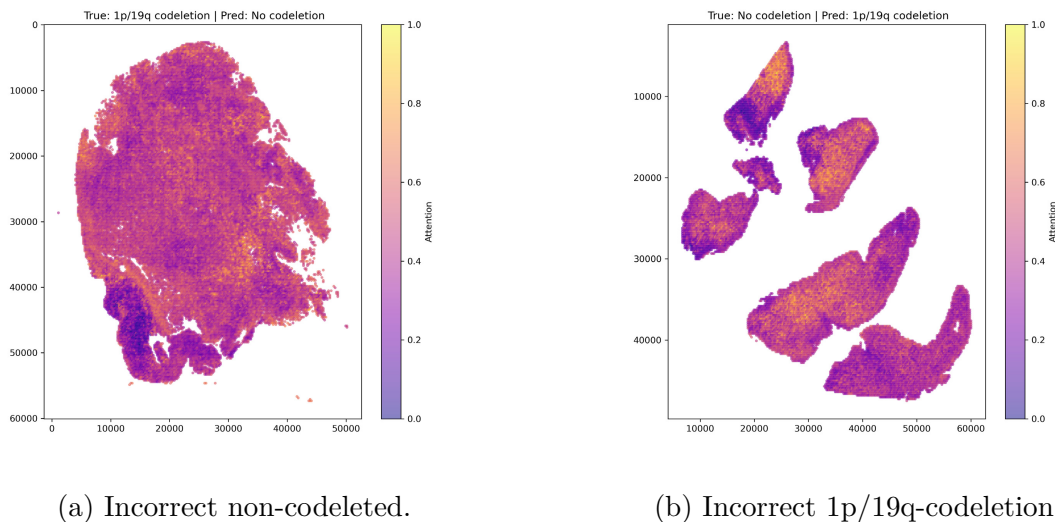 True: 1p/19q codeletion | Pred: No codeletion
0
10000
20000
30000
40000
50000
60000
0 10000 20000 30000 40000 50000
1.0
0.8
0.6
0.4
0.2
0.0
Attention
(a) Incorrect non-codeleted.
True: No codeletion | Pred: 1p/19q codeletion
10000
20000
30000
40000
10000 20000 30000 40000 50000 60000
1.0
0.8
0.6
0.4
0.2
0.0
Attention
(b) Incorrect 1p/19q-codeletion